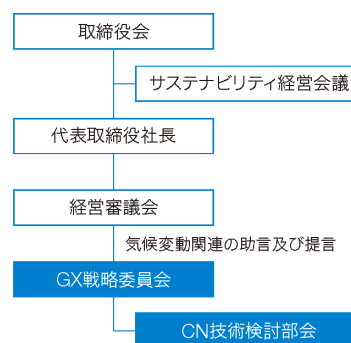 取締役会
サステナビリティ経営会議
代表取締役社長
経営審議会
気候変動関連の助言及び提言
GX戦略委員会
CN技術検討部会